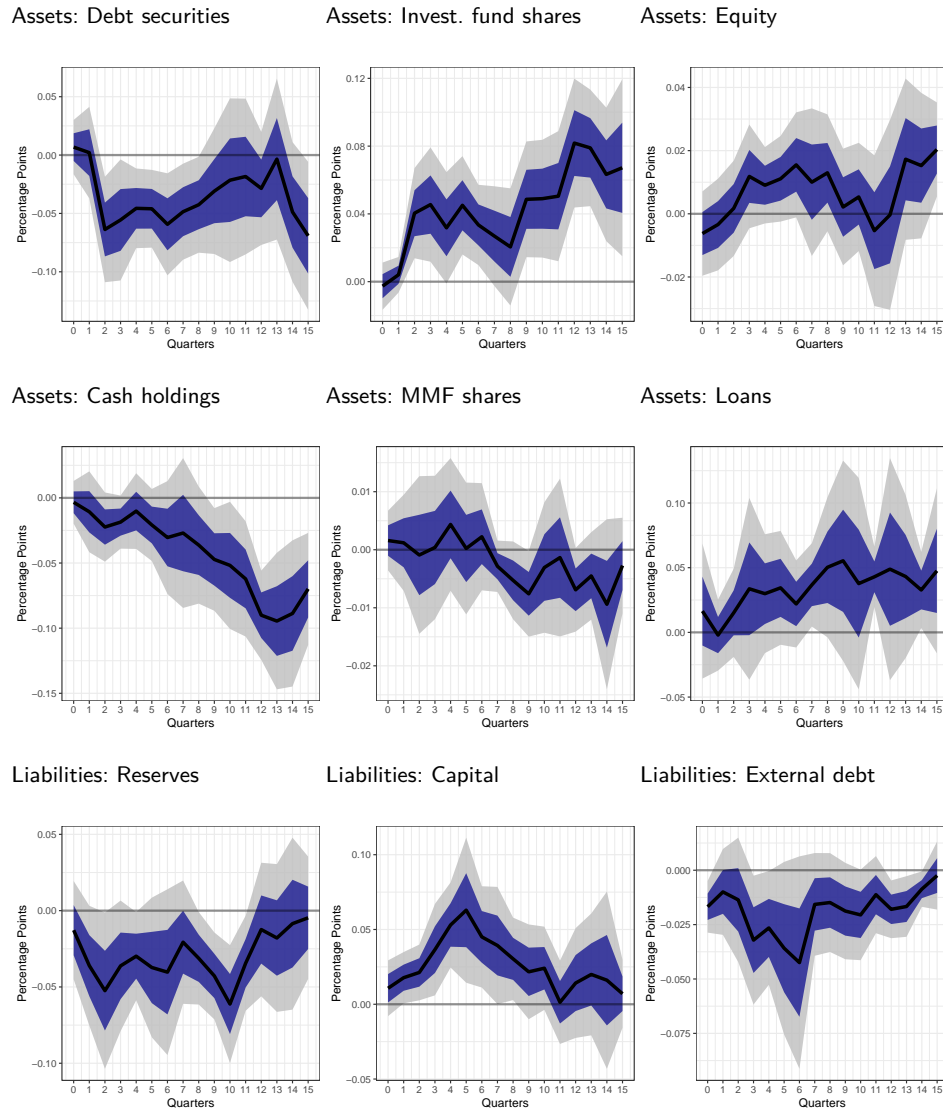 Assets: Debt securities
Assets: Invest. fund shares
Assets: Equity
Percentage Points
0.05
0.00
−0.05
−0.10
0 1 2 3 4 5 6 7 8 9 10 11 12 13 14 15
Quarters
Percentage Points
0.12
0.08
0.04
0.00
0 1 2 3 4 5 6 7 8 9 10 11 12 13 14 15
Quarters
Percentage Points
0.04
0.02
0.00
−0.02
0 1 2 3 4 5 6 7 8 9 10 11 12 13 14 15
Quarters
Assets: Cash holdings
Assets: MMF shares
Assets: Loans
Percentage Points
0.00
−0.05
−0.10
−0.15
0 1 2 3 4 5 6 7 8 9 10 11 12 13 14 15
Quarters
Percentage Points
0.01
0.00
−0.01
−0.02
0 1 2 3 4 5 6 7 8 9 10 11 12 13 14 15
Quarters
Percentage Points
0.10
0.05
0.00
−0.05
0 1 2 3 4 5 6 7 8 9 10 11 12 13 14 15
Quarters
Liabilities: Reserves
Liabilities: Capital
Liabilities: External debt
Percentage Points
0.05
0.00
−0.05
−0.10
0 1 2 3 4 5 6 7 8 9 10 11 12 13 14 15
Quarters
Percentage Points
0.10
0.05
0.00
−0.05
0 1 2 3 4 5 6 7 8 9 10 11 12 13 14 15
Quarters
Percentage Points
0.000
−0.025
−0.050
−0.075
0 1 2 3 4 5 6 7 8 9 10 11 12 13 14 15
Quarters